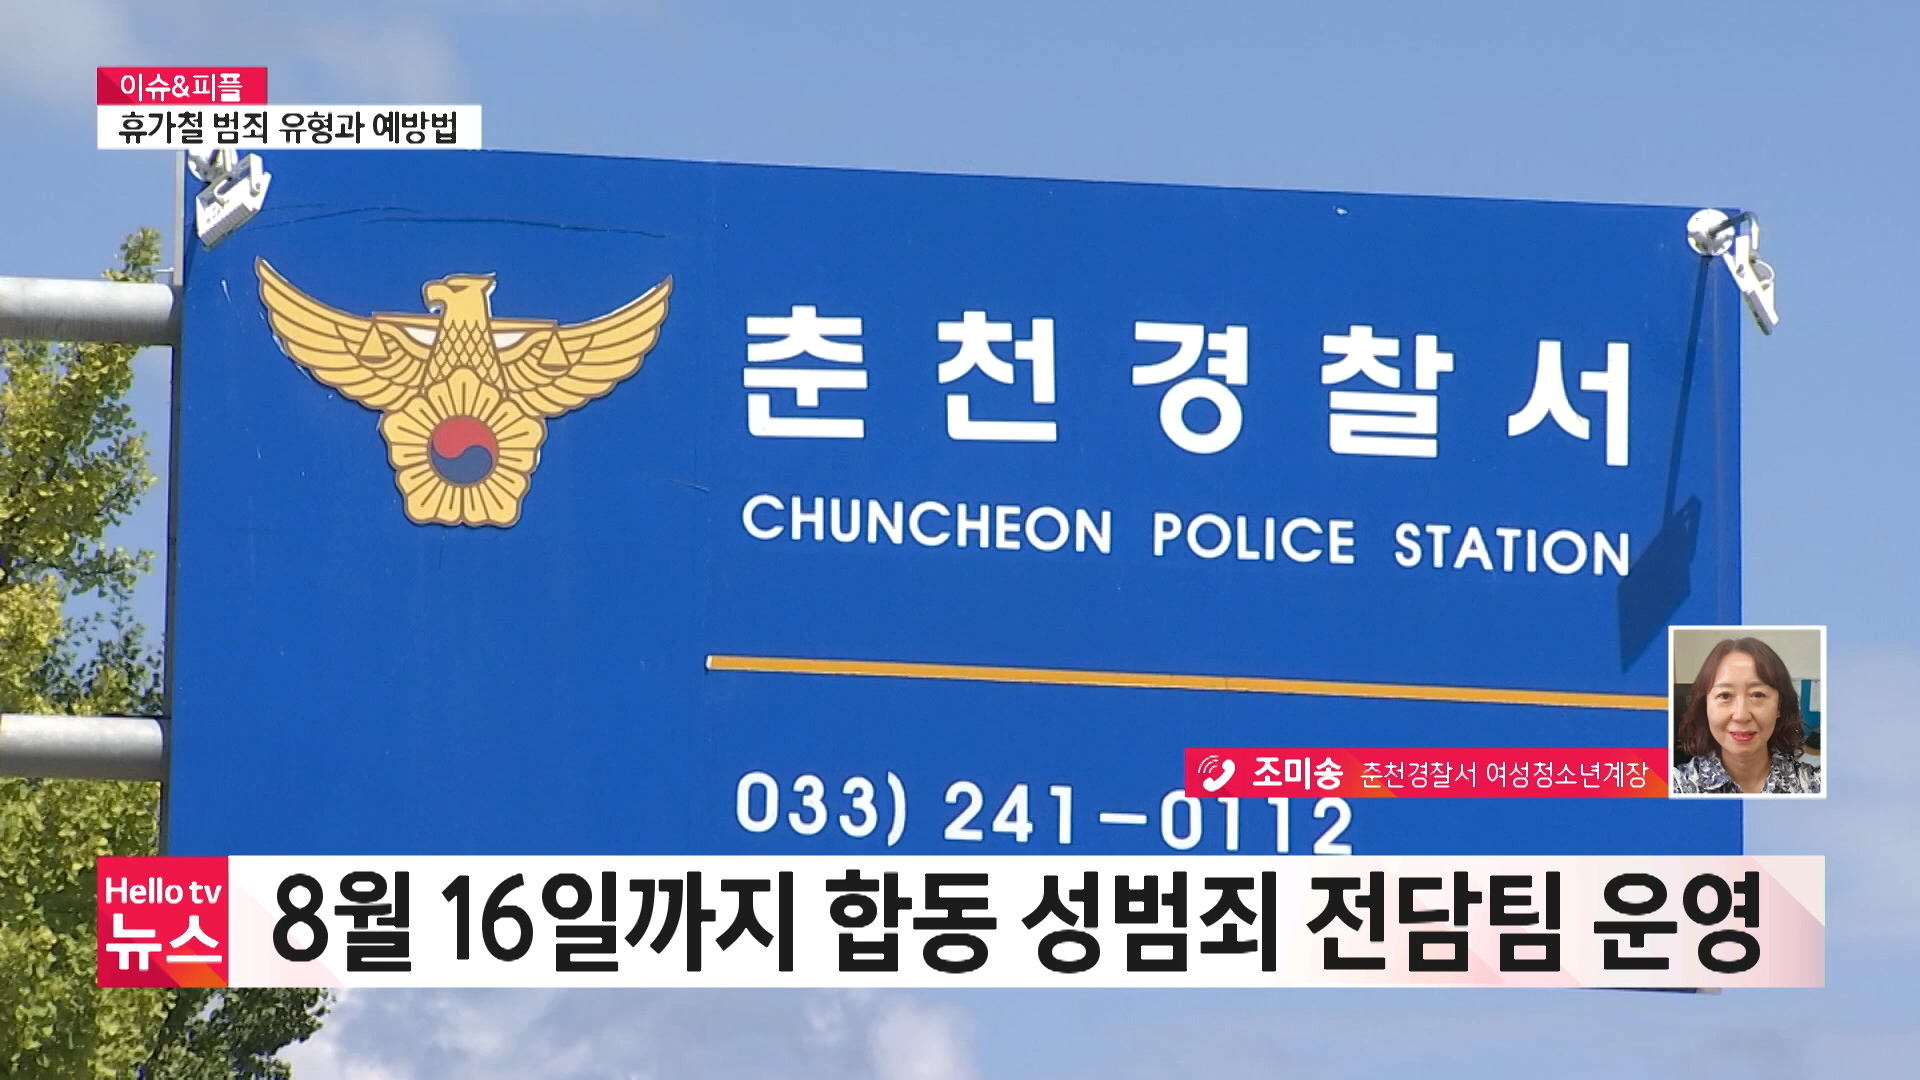 이슈&피플
휴가철 범죄 유형과 예방법
춘천경찰서
CHUNCHEON POLICE STATION
033) 241-0112
조미송 춘천경찰서 여성청소년계장
Hello tv
뉴스
8월 16일까지 합동 성범죄 전담팀 운영